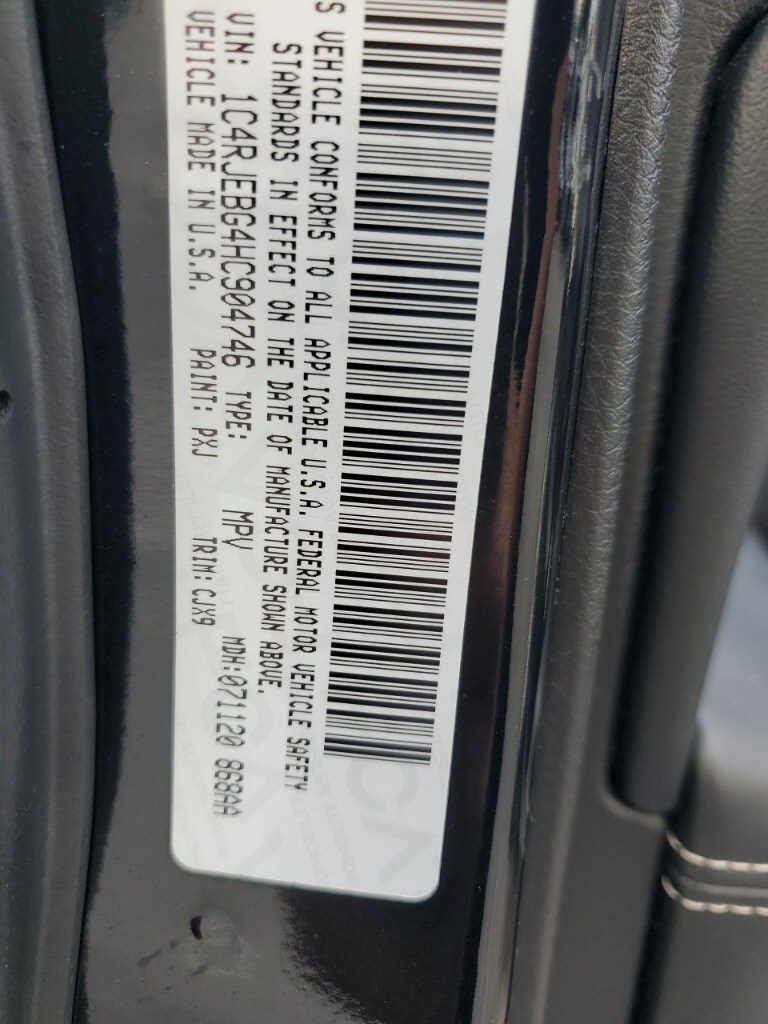 S VEHICLE CONFORMS TO ALL APPLICABLE U.S.A. FEDERAL MOTOR VEHICLE SAFETY
STANDARDS IN EFFECT ON THE DATE OF MANUFACTURE SHOWN ABOVE.
VIN: 1C4RJEBG4HC904746 TYPE: MPV MDH:071120 868AA
VEHICLE MADE IN U.S.A. PAINT: PXJ TRIM:CJX9